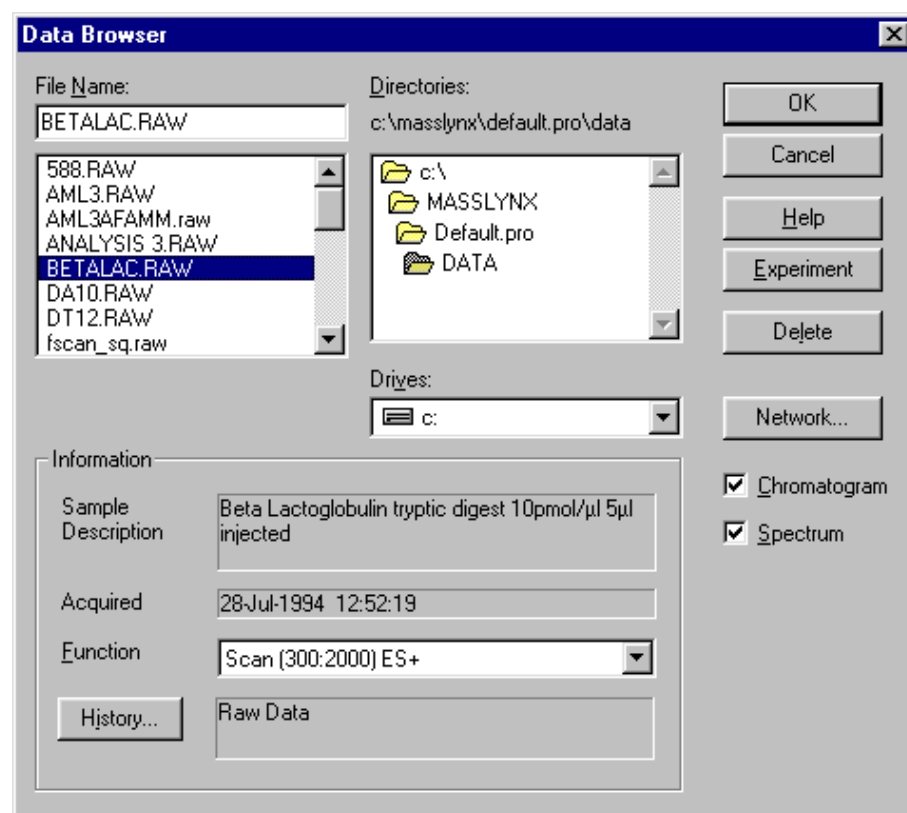 Data Browser
File Name:
BETALAC.RAW
588.RAW
AML3.RAW
AML3AFAMM.raw
ANALYSIS 3.RAW
BETALAC.RAW
DA10.RAW
DT12.RAW
fscan_sq.raw
Directories:
c:\masslynx\default.pro\data
c:\
MASSLYNX
Default.pro
DATA
Drives:
c:
OK
Cancel
Help
Experiment
Delete
Network...
Chromatogram
Spectrum
Information
Sample
Description
Beta Lactoglobulin tryptic digest 10pmol/µl 5µl
injected
Acquired
28-Jul-1994 12:52:19
Function
Scan (300:2000) ES+
History...
Raw Data